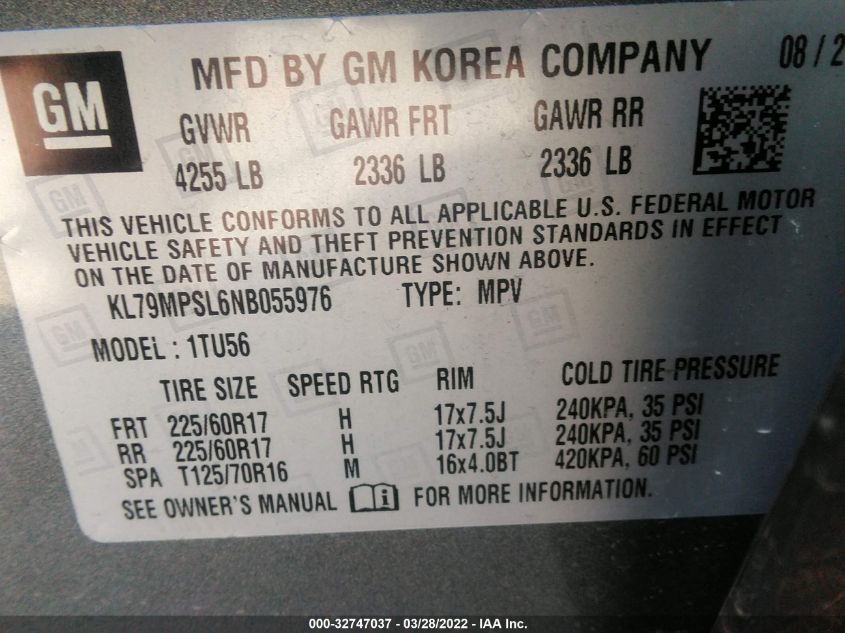 GM
MFD BY GM KOREA COMPANY 08 / 2
GVWR GAWR FRT GAWR RR
4255 LB 2336 LB 2336 LB
THIS VEHICLE CONFORMS TO ALL APPLICABLE U.S. FEDERAL MOTOR
VEHICLE SAFETY AND THEFT PREVENTION STANDARDS IN EFFECT
ON THE DATE OF MANUFACTURE SHOWN ABOVE.
KL79MPSL6NB055976 TYPE: MPV
MODEL : 1TU56
TIRE SIZE SPEED RTG RIM COLD TIRE PRESSURE
FRT 225/60R17 H 17x7.5J 240KPA, 35 PSI
RR 225/60R17 H 17x7.5J 240KPA, 35 PSI
SPA T125/70R16 M 16x4.0BT 420KPA, 60 PSI
SEE OWNER'S MANUAL i FOR MORE INFORMATION.
000-32747037 - 03/28/2022 - IAA Inc.